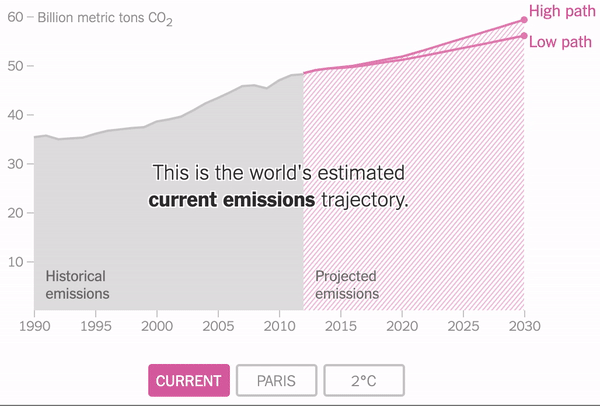 60 Billion metric tons CO2
High path
Low path
50
40
30
This is the world's estimated
current emissions trajectory.
20
10
Historical
emissions
Projected
emissions
1990 1995 2000 2005 2010 2015 2020 2025 2030
CURRENT PARIS 2°C